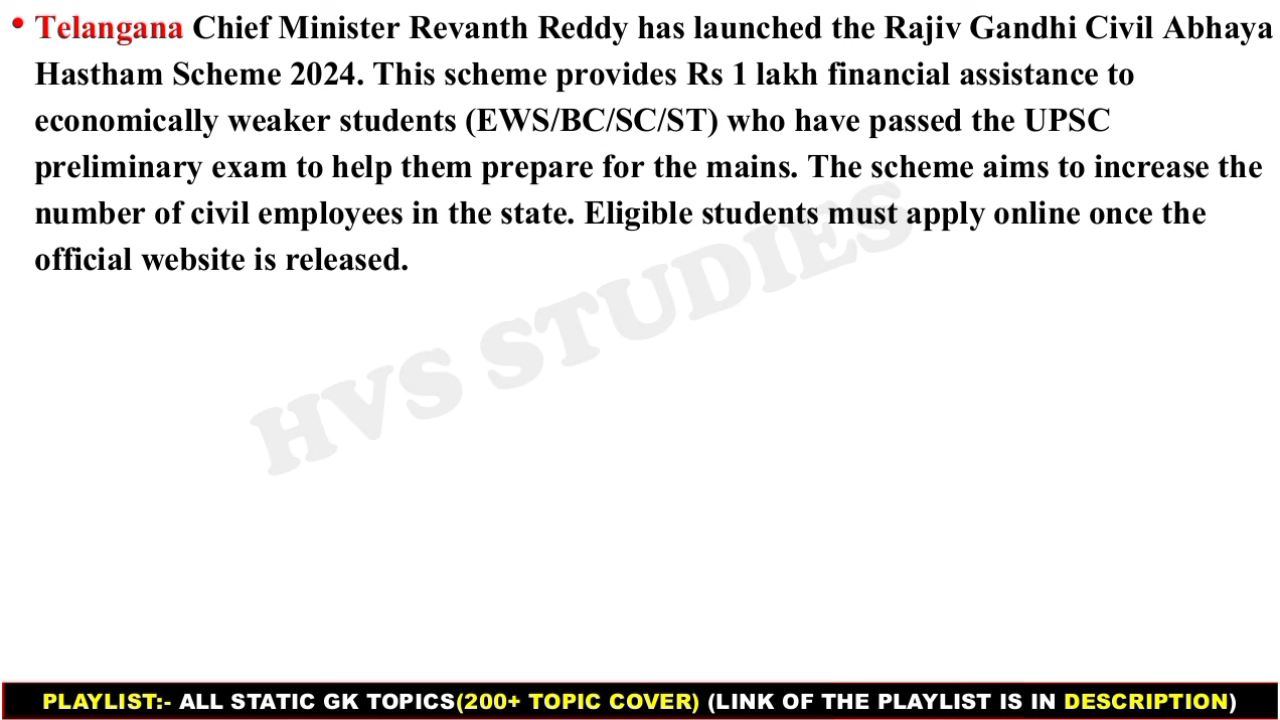 • Telangana Chief Minister Revanth Reddy has launched the Rajiv Gandhi Civil Abhaya
Hastham Scheme 2024. This scheme provides Rs 1 lakh financial assistance to
economically weaker students (EWS/BC/SC/ST) who have passed the UPSC
preliminary exam to help them prepare for the mains. The scheme aims to increase the
number of civil employees in the state. Eligible students must apply online once the
official website is released.
HVS STUDIES
PLAYLIST:- ALL STATIC GK TOPICS(200+ TOPIC COVER) (LINK OF THE PLAYLIST IS IN DESCRIPTION)